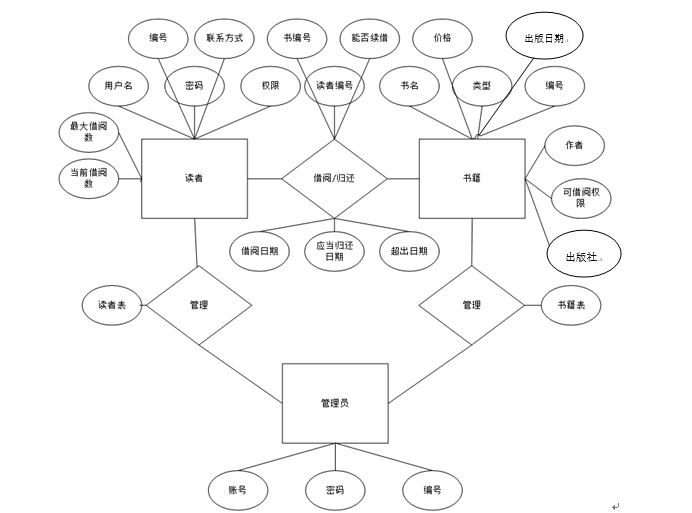 编号
联系方式
书编号
能否续借
价格
出版日期
用户名
密码
权限
读者编号
书名
类型
编号
最大借阅
数
当前借阅
数
读者
借阅/归还
书籍
作者
可借阅权
限
出版社
借阅日期
应当归还
日期
超出日期
读者表
管理
管理
书籍表
管理员
账号
密码
编号